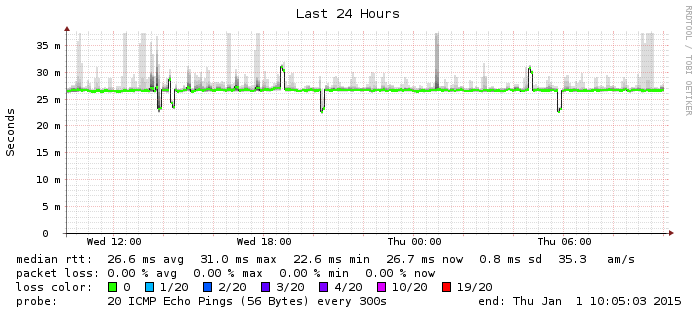 Last 24 Hours
RRDTOOL / TOBI OETIKER
Seconds
35 m
30 m
25 m
20 m
15 m
10 m
5 m
0
Wed 12:00 Wed 18:00 Thu 00:00 Thu 06:00
median rtt: 26.6 ms avg 31.0 ms max 22.6 ms min 26.7 ms now 0.8 ms sd 35.3 am/s
packet loss: 0.00 % avg 0.00 % max 0.00 % min 0.00 % now
loss color: 0 1/20 2/20 3/20 4/20 10/20 19/20
probe: 20 ICMP Echo Pings (56 Bytes) every 300s end: Thu Jan 1 10:05:03 2015